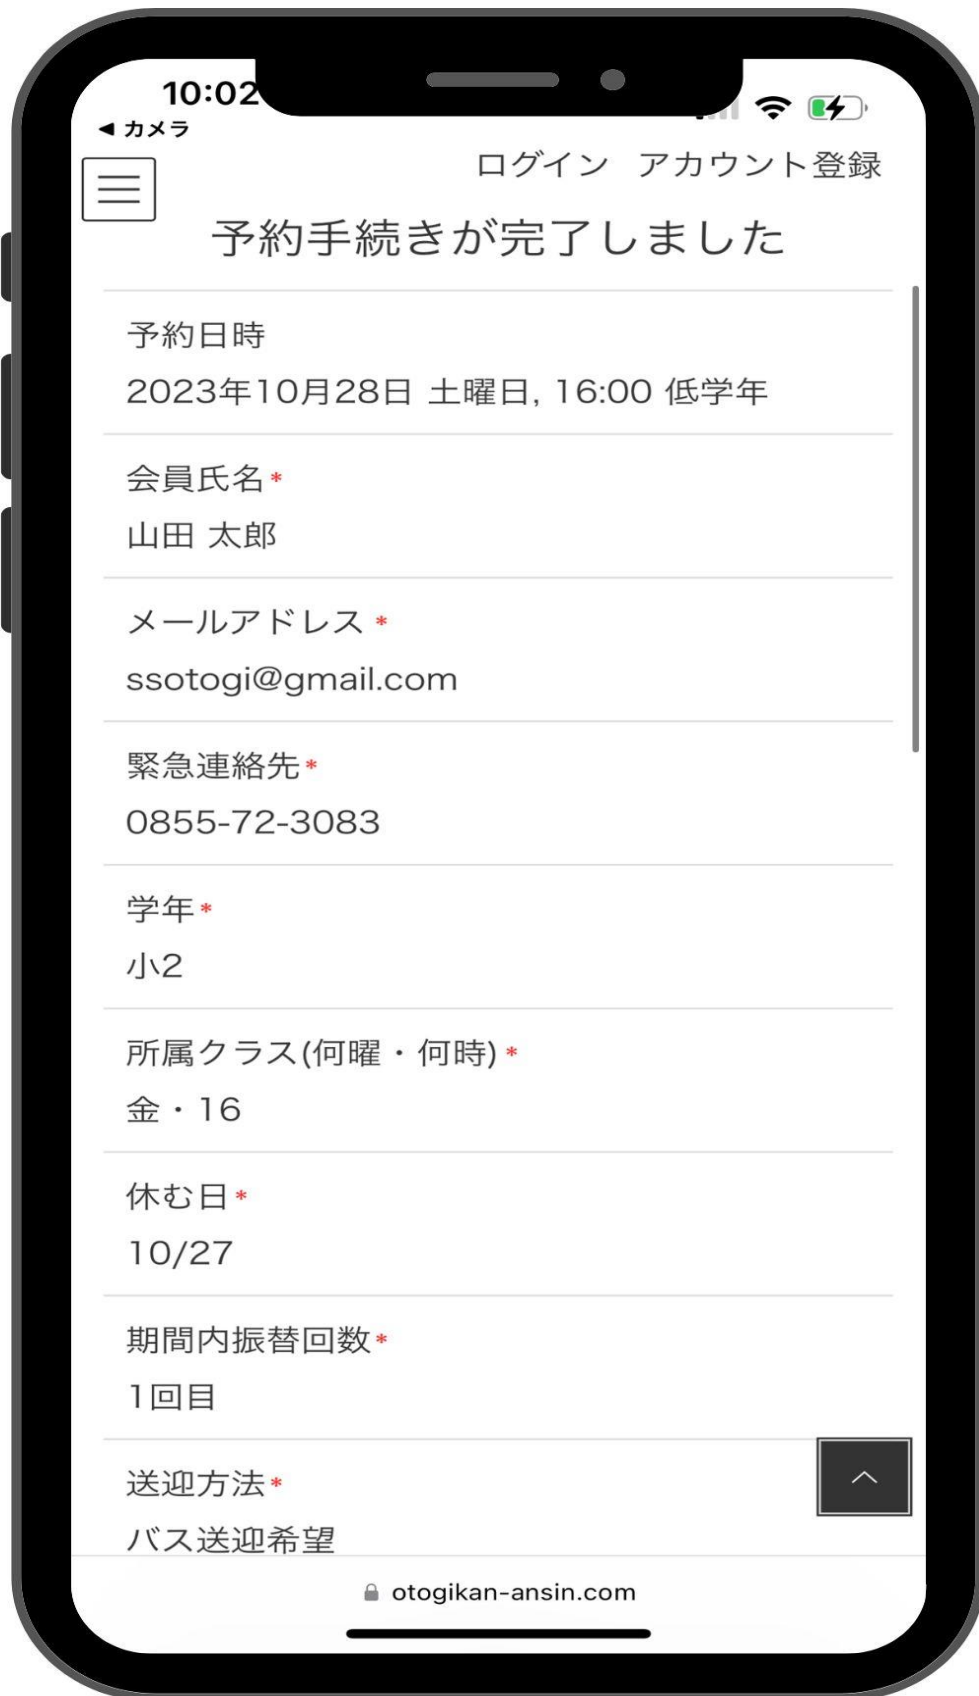 10:02
◀ カメラ
ログイン アカウント登録
予約手続きが完了しました
予約日時
2023年10月28日 土曜日, 16:00 低学年
会員氏名*
山田 太郎
メールアドレス *
ssotogi@gmail.com
緊急連絡先*
0855-72-3083
学年*
小2
所属クラス(何曜・何時) *
金・16
休む日*
10/27
期間内振替回数*
1回目
送迎方法*
バス送迎希望
otogikan-ansin.com